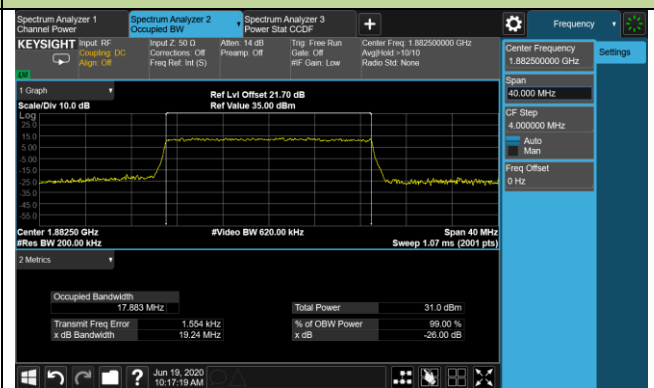 Spectrum Analyzer 1
Channel Power
Spectrum Analyzer 2
Occupied BW
Spectrum Analyzer 3
Power Stat CCDF
Frequency
KEYSIGHT
Input: RF
Coupling: DC
Align: Off
Input Z: 50 Ω
Corrections: Off
Freq Ref: Int (S)
Atten: 14 dB
Preamp: Off
Trig: Free Run
Gate: Off
#IF Gain: Low
Center Freq: 1.882500000 GHz
Avg|Hold:>10/10
Radio Std: None
Center Frequency
1.882500000 GHz
Settings
Span
40.000 MHz
CF Step
4.000000 MHz
Auto
Man
Freq Offset
0 Hz
1 Graph
Scale/Div 10.0 dB
Ref Lvl Offset 21.70 dB
Ref Value 35.00 dBm
Log
25.0
15.0
5.00
-5.00
-15.0
-25.0
-35.0
-45.0
-55.0
Center 1.88250 GHz
#Res BW 200.00 kHz
#Video BW 620.00 kHz
Span 40 MHz
Sweep 1.07 ms (2001 pts)
2 Metrics
Occupied Bandwidth
17.883 MHz
Total Power 31.0 dBm
Transmit Freq Error 1.554 kHz
% of OBW Power 99.00 %
x dB Bandwidth 19.24 MHz
x dB -26.00 dB
Jun 19, 2020
10:17:19 AM